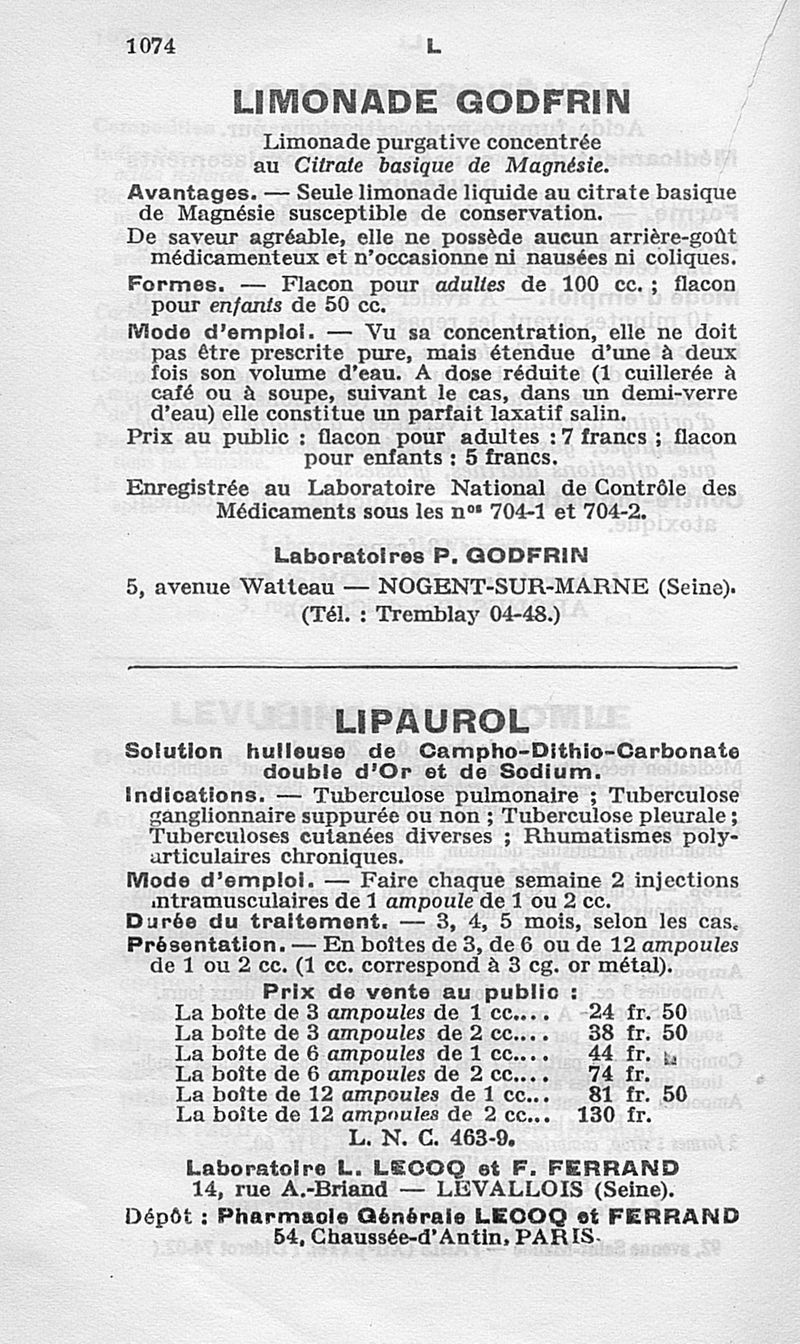 1074
L
LIMONADE GODFRIN
Limonade purgative concentrée
au Citrate basique de Magnésie.
Avantages. — Seule limonade liquide au citrate basique
de Magnésie susceptible de conservation.
De saveur agréable, elle ne possède aucun arrière-goût
médicamenteux et n'occasionne ni nausées ni coliques.
Formes. — Flacon pour adultes de 100 cc. ; flacon
pour enfants de 50 cc.
Mode d'emploi. — Vu sa concentration, elle ne doit
pas être prescrite pure, mais étendue d'une à deux
fois son volume d'eau. A dose réduite (1 cuillerée à
café ou à soupe, suivant le cas, dans un demi-verre
d'eau) elle constitue un parfait laxatif salin.
Prix au public : flacon pour adultes : 7 francs ; flacon
pour enfants : 5 francs.
Enregistrée au Laboratoire National de Contrôle des
Médicaments sous les nos 704-1 et 704-2.
Laboratoires P. GODFRIN
5, avenue Watteau — NOGENT-SUR-MARNE (Seine).
(Tél. : Tremblay 04-48.)
LIPAUROL
Solution huileuse de Campho-Dithio-Carbonate
double d'Or et de Sodium.
Indications. — Tuberculose pulmonaire ; Tuberculose
ganglionnaire suppurée ou non ; Tuberculose pleurale ;
Tuberculoses cutanées diverses ; Rhumatismes poly-
articulaires chroniques.
Mode d'emploi. — Faire chaque semaine 2 injections
intramusculaires de 1 ampoule de 1 ou 2 cc.
Durée du traitement. — 3, 4, 5 mois, selon les cas.
Présentation. — En boîtes de 3, de 6 ou de 12 ampoules
de 1 ou 2 cc. (1 cc. correspond à 3 cg. or métal).
Prix de vente au public :
La boîte de 3 ampoules de 1 cc.... 24 fr. 50
La boîte de 3 ampoules de 2 cc.... 38 fr. 50
La boîte de 6 ampoules de 1 cc.... 44 fr.
La boîte de 6 ampoules de 2 cc.... 74 fr.
La boîte de 12 ampoules de 1 cc... 81 fr. 50
La boîte de 12 ampoules de 2 cc... 130 fr.
L. N. C. 463-9.
Laboratoire L. LECOQ et F. FERRAND
14, rue A.-Briand — LEVALLOIS (Seine).
Dépôt : Pharmacie Générale LECOQ et FERRAND
54, Chaussée-d'Antin, PARIS.